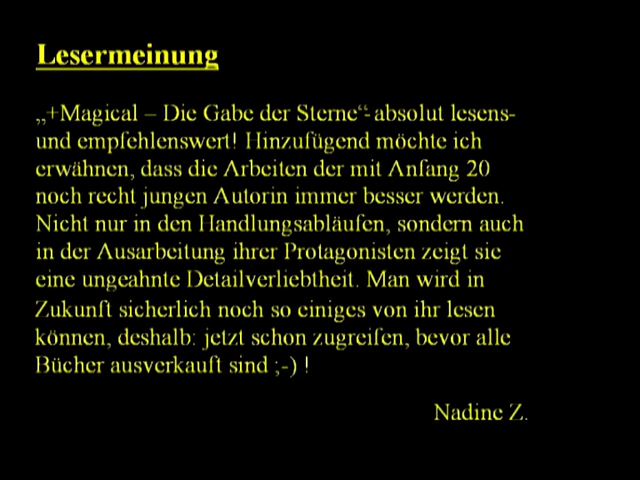 Lesermeinung
„+Magical – Die Gabe der Sterne“- absolut lesens-
und empfehlenswert! Hinzufügend möchte ich
erwähnen, dass die Arbeiten der mit Anfang 20
noch recht jungen Autorin immer besser werden.
Nicht nur in den Handlungsabläufen, sondern auch
in der Ausarbeitung ihrer Protagonisten zeigt sie
eine ungeahnte Detailverliebtheit. Man wird in
Zukunft sicherlich noch so einiges von ihr lesen
können, deshalb: jetzt schon zugreifen, bevor alle
Bücher ausverkauft sind ;-) !
Nadine Z.